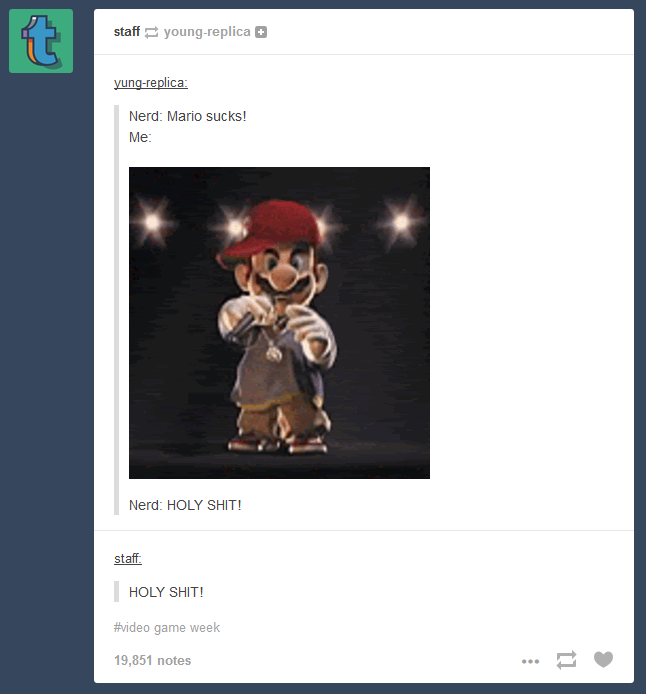 t
staff young-replica
yung-replica:
Nerd: Mario sucks!
Me:
Nerd: HOLY SHIT!
staff:
HOLY SHIT!
#video game week
19,851 notes